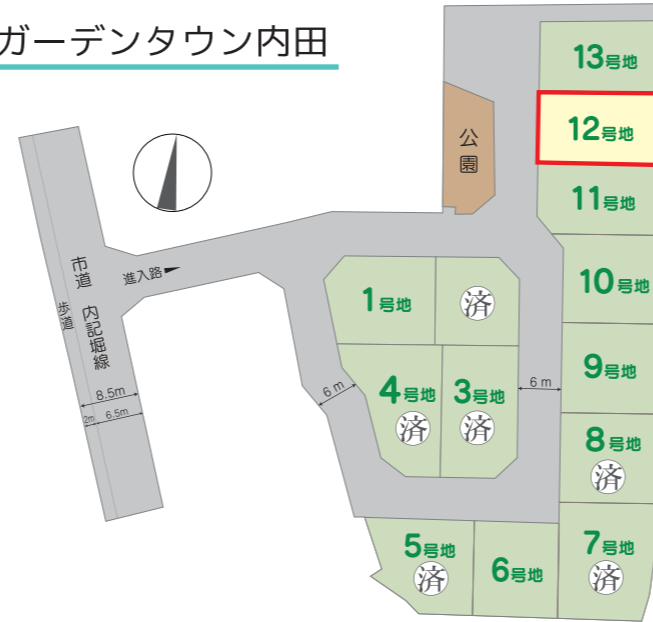 ガーデンタウン内田
13号地
12号地
公園
11号地
市道 内記堀線
進入路
歩道
10号地
1号地
済
8.5m
2m
6.5m
6m
4号地
済
3号地
済
6m
9号地
8号地
済
5号地
済
6号地
7号地
済